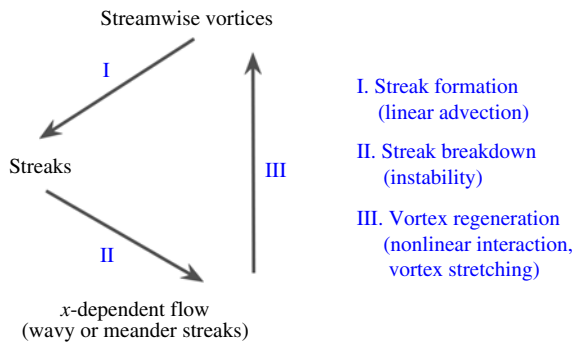 Streamwise vortices
I
Streaks
III
II
x-dependent flow
(wavy or meander streaks)
I. Streak formation
(linear advection)
II. Streak breakdown
(instability)
III. Vortex regeneration
(nonlinear interaction,
vortex stretching)